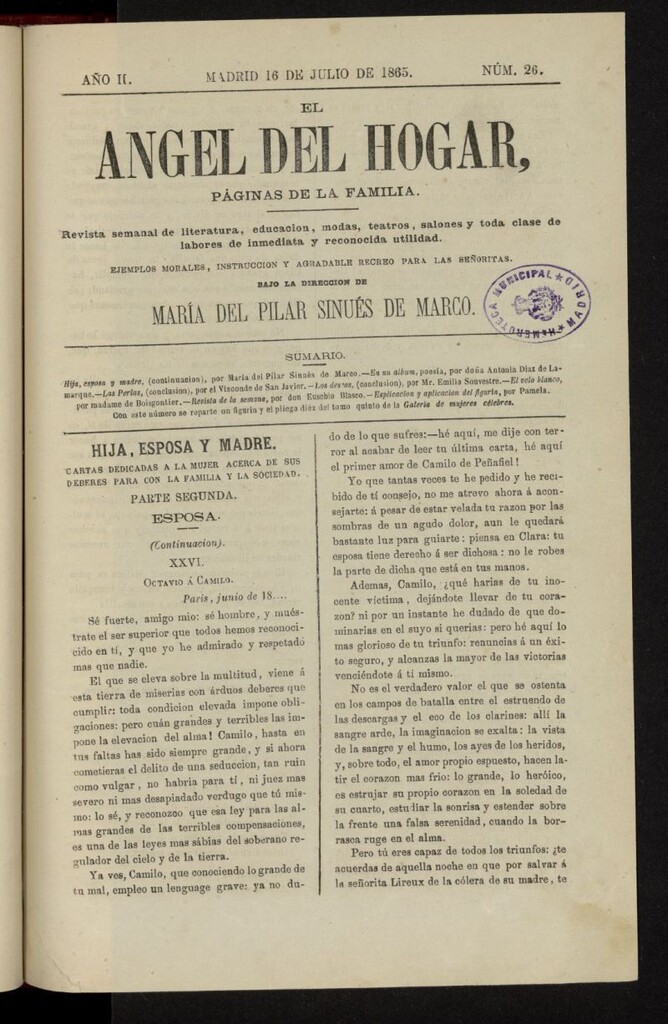 AÑO II. MADRID 16 DE JULIO DE 1865. NÚM. 26.
EL
ANGEL DEL HOGAR,
PÁGINAS DE LA FAMILIA.
Revista semanal de literatura, educacion, modas, teatros, salones y toda clase de
labores de inmediata y reconocida utilidad.
EJEMPLOS MORALES, INSTRUCCION Y AGRADABLE RECREO PARA LAS SEÑORITAS.
BAJO LA DIRECCION DE
MARÍA DEL PILAR SINUÉS DE MARCO.
HEMEROTECA MUNICIPAL ★ MADRID ★
SUMARIO.
Hija, esposa y madre, (continuacion), por María del Pilar Sinués de Marco.—En un album, poesía, por doña Antonia Diaz de La-
marque.—Las Perlas, (conclusion), por el Visconde de San Javier.—Los deseos, (conclusion), por Mr. Emilio Souvestre.—El velo blanco,
por madame de Boisgontier.—Revista de la semana, por don Eusebio Blasco.—Explicacion y aplicacion del figurin, por Pamela.
Con este número se reparte un figurin y el pliego diez del tomo quinto de la Galería de mujeres célebres.
HIJA, ESPOSA Y MADRE.
CARTAS DEDICADAS A LA MUJER ACERCA DE SUS
DEBERES PARA CON LA FAMILIA Y LA SOCIEDAD.
PARTE SEGUNDA.
ESPOSA.
(Continuacion).
XXVI.
OCTAVIO Á CAMILO.
Paris, junio de 18....
Sé fuerte, amigo mio: sé hombre, y mués-
trate el ser superior que todos hemos reconoci-
cido en tí, y que yo he admirado y respetado
mas que nadie.
El que se eleva sobre la multitud, viene á
esta tierra de miserias con árduos deberes que
cumplir: toda condicion elevada impone obli-
gaciones: pero cuán grandes y terribles las im-
pone la elevacion del alma! Camilo, hasta en
tus faltas has sido siempre grande, y si ahora
cometieras el delito de una seduccion, tan ruin
como vulgar, no habria para tí, ni juez mas
severo ni mas desapiadado verdugo que tú mis-
mo: lo sé, y reconozco que esa ley para las al-
mas grandes de las terribles compensaciones,
es una de las leyes mas sábias del soberano re-
gulador del cielo y de la tierra.
Ya ves, Camilo, que conociendo lo grande de
tu mal, empleo un lenguage grave: ya no du-
do de lo que sufres:—hé aquí, me dije con ter-
ror al acabar de leer tu última carta, hé aquí
el primer amor de Camilo de Peñafiel!
Yo que tantas veces te he pedido y he reci-
bido de tí consejo, no me atrevo ahora á acon-
sejarte: á pesar de estar velada tu razon por las
sombras de un agudo dolor, aun le quedará
bastante luz para guiarte: piensa en Clara: tu
esposa tiene derecho á ser dichosa: no le robes
la parte de dicha que está en tus manos.
Ademas, Camilo, ¿qué harias de tu ino-
cente víctima, dejándote llevar de tu cora-
zon? ni por un instante he dudado de que do-
minarias en el suyo si querias: pero hé aquí lo
mas glorioso de tu triunfo: renuncias á un éxi-
to seguro, y alcanzas la mayor de las victorias
venciéndote á tí mismo.
No es el verdadero valor el que se ostenta
en los campos de batalla entre el estruendo de
las descargas y el eco de los clarines: allí la
sangre arde, la imaginacion se exalta: la vista
de la sangre y el humo, los ayes de los heridos,
y, sobre todo, el amor propio espuesto, hacen la-
tir el corazon mas frio: lo grande, lo heróico,
es estrujar su propio corazon en la soledad de
su cuarto, estudiar la sonrisa y estender sobre
la frente una falsa serenidad, cuando la bor-
rasca ruge en el alma.
Pero tú eres capaz de todos los triunfos: ¿te
acuerdas de aquella noche en que por salvar á
la señorita Lireux de la cólera de su madre, te